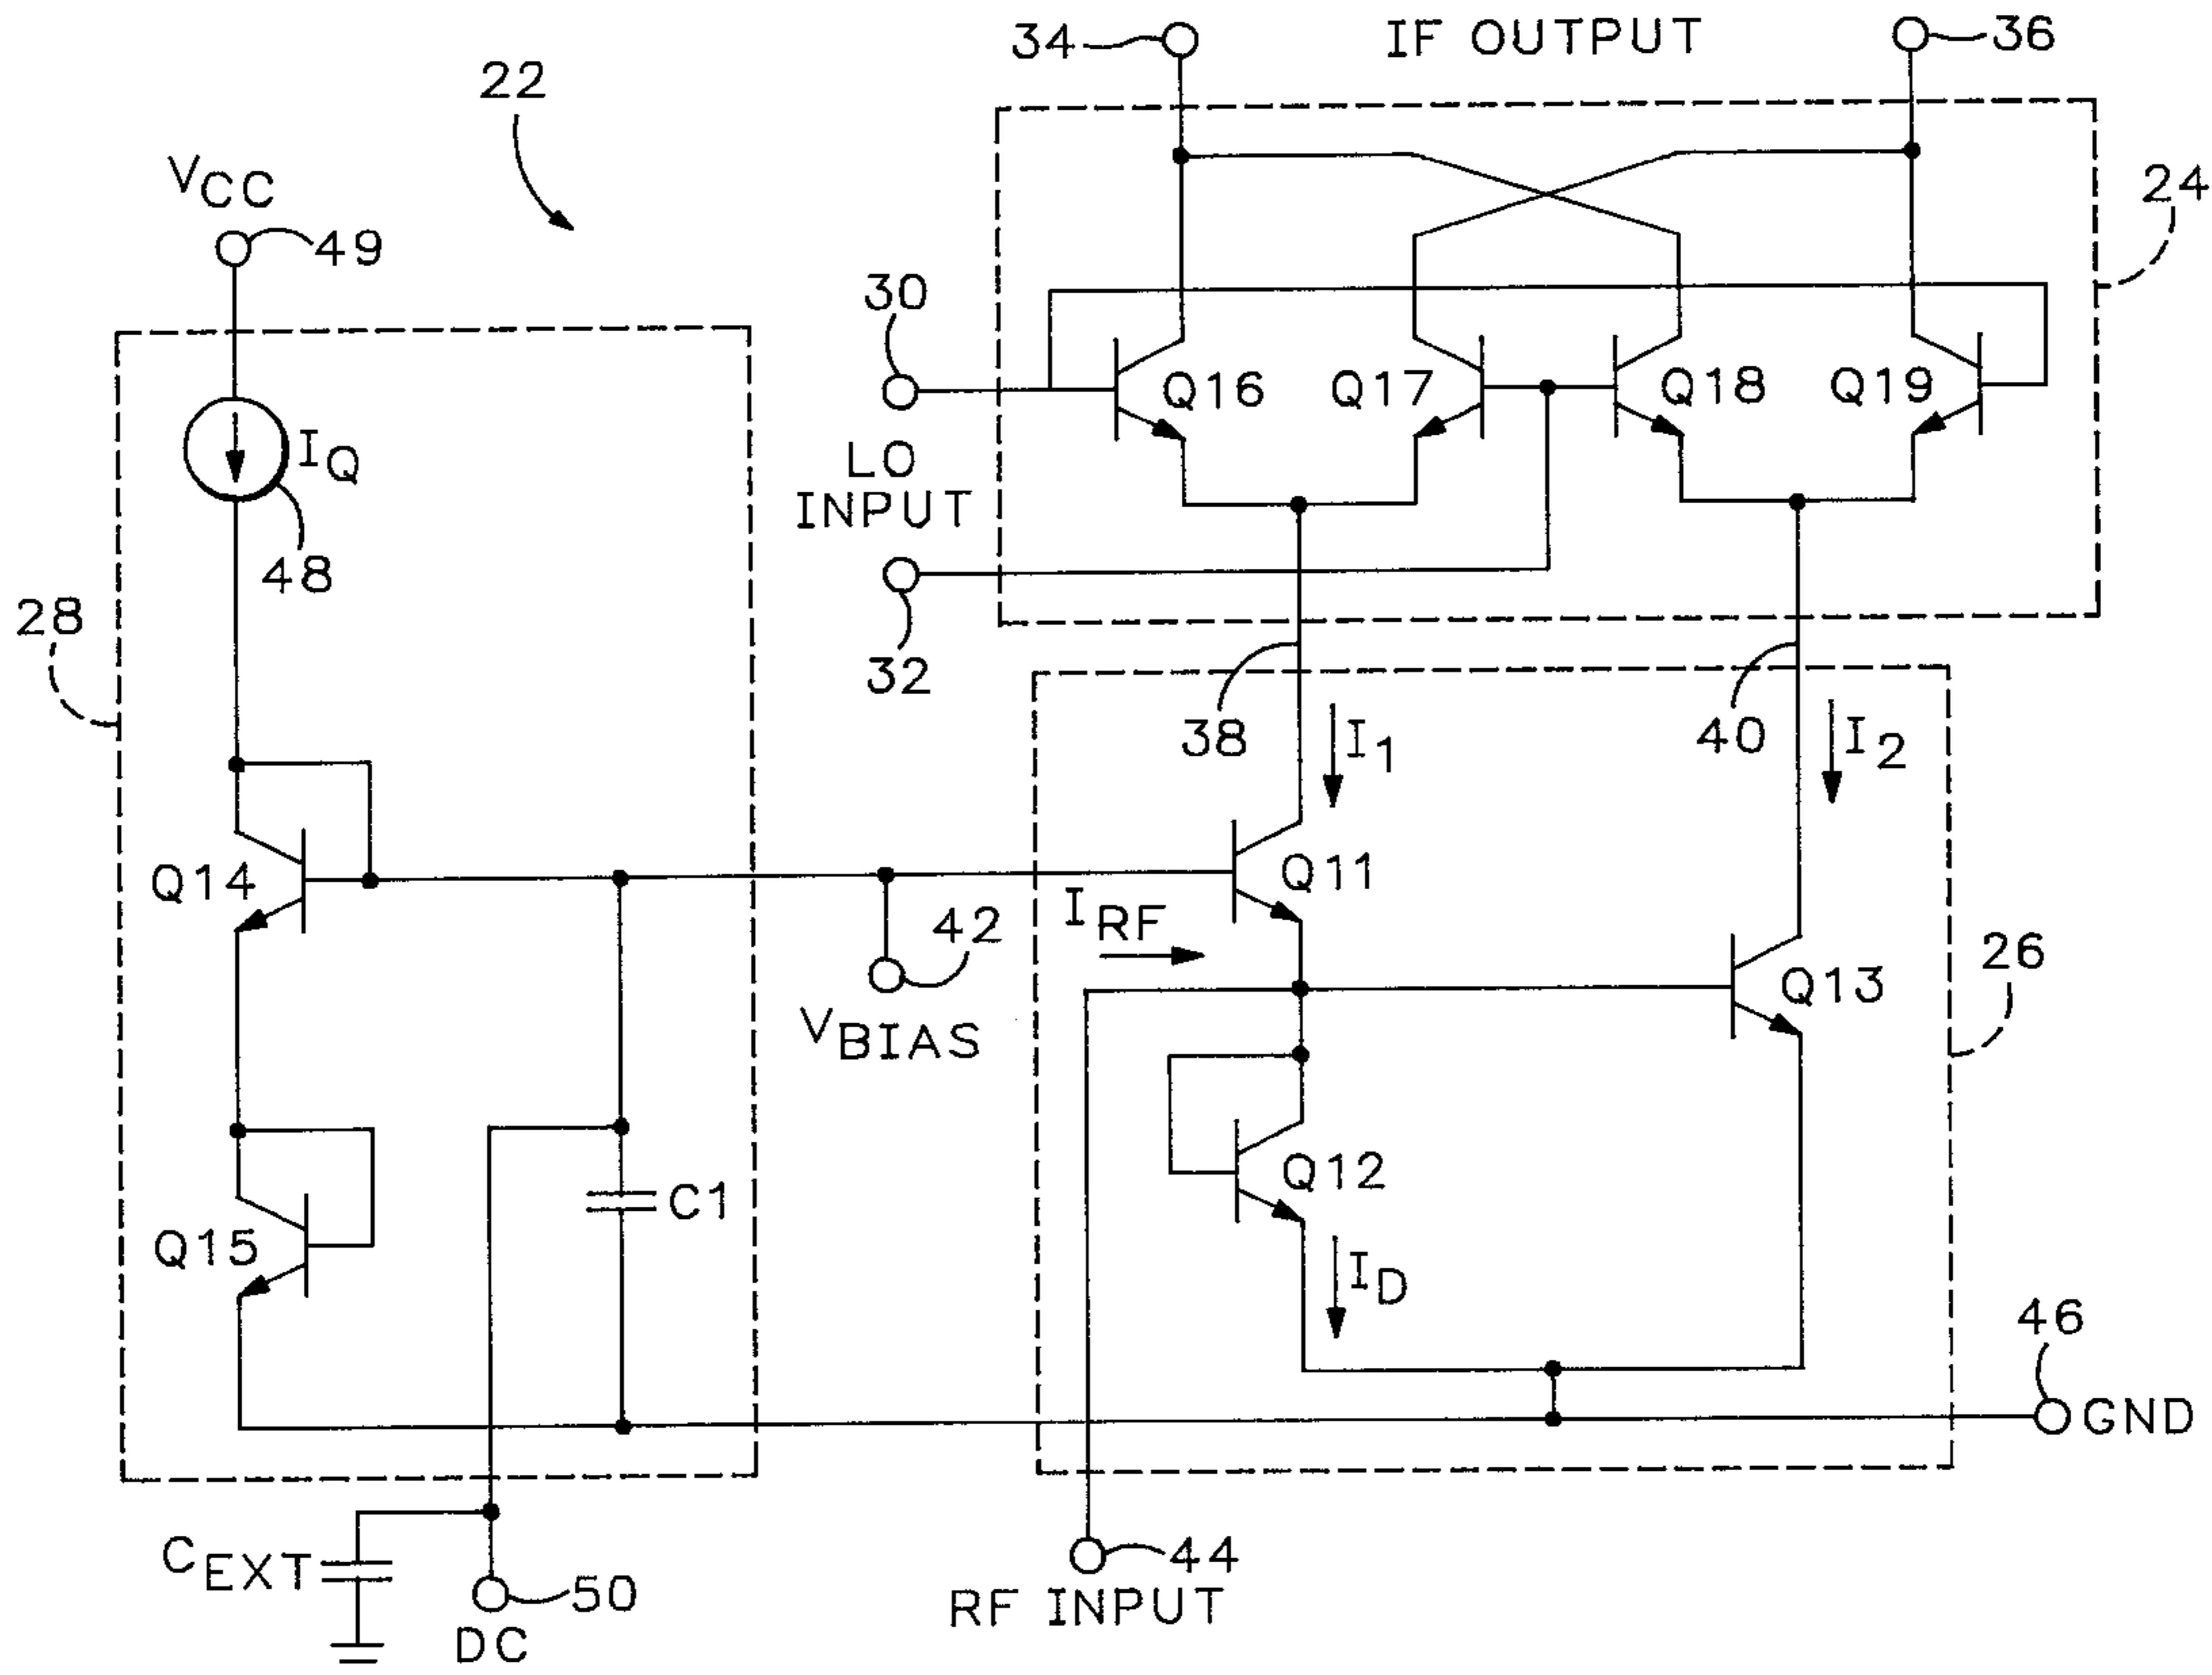 34
IF OUTPUT
36
22
24
VCC
49
30
Q16
Q17
Q18
Q19
IQ
LO
INPUT
48
28
32
38
I1
40
I2
Q14
Q11
IRF
42
26
Q13
VBIAS
Q12
C1
Q15
ID
46
GND
CEXT
44
50
RF INPUT
DC